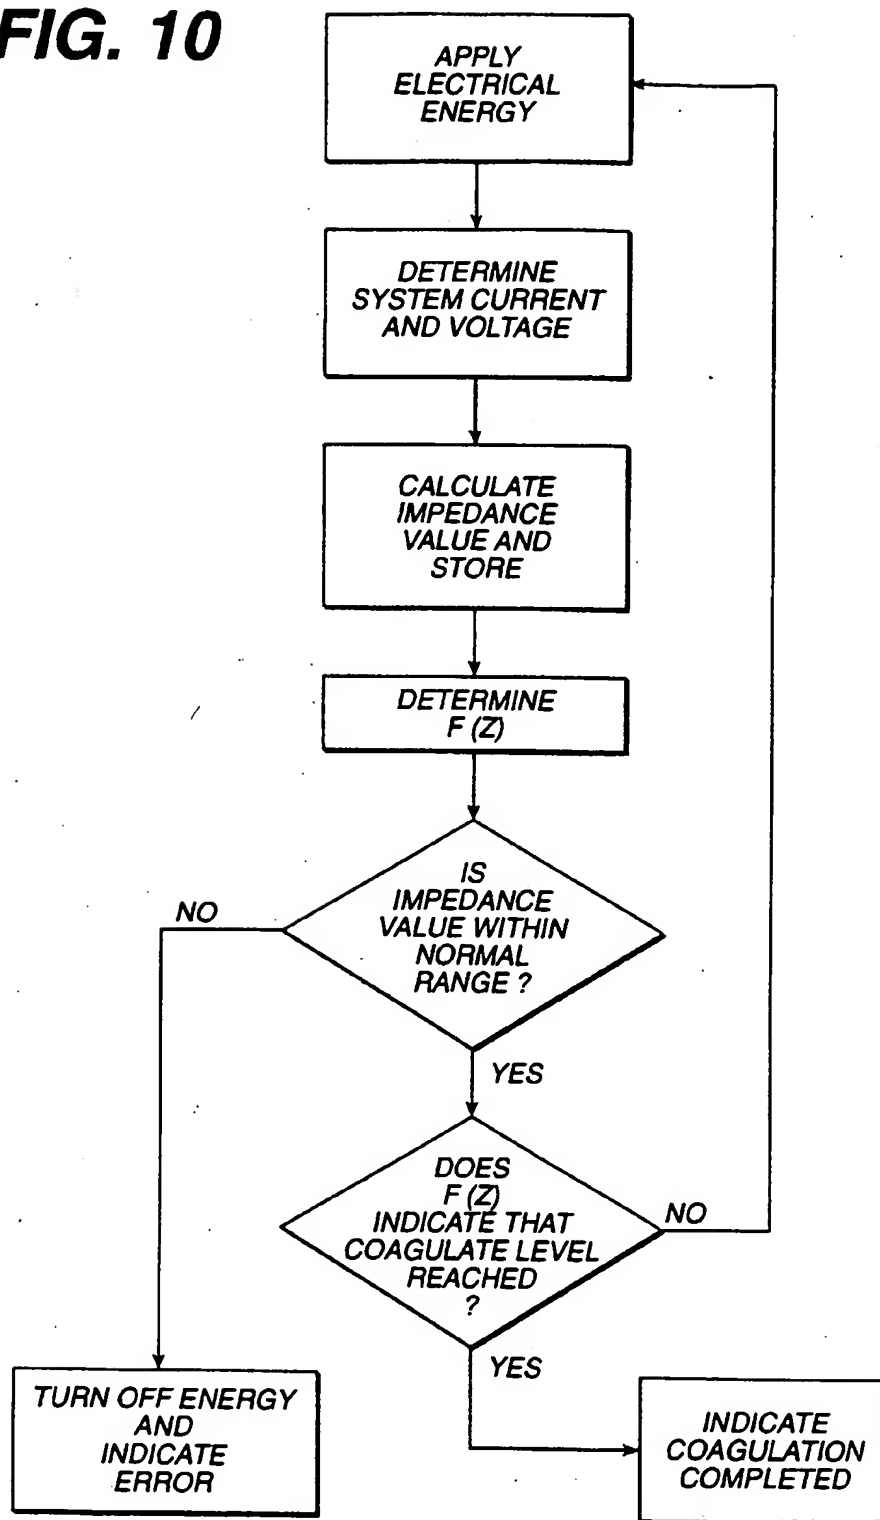 FIG. 10
APPLY
ELECTRICAL
ENERGY
DETERMINE
SYSTEM CURRENT
AND VOLTAGE
CALCULATE
IMPEDANCE
VALUE AND
STORE
DETERMINE
F (Z)
IS
IMPEDANCE
VALUE WITHIN
NORMAL
RANGE ?
NO
YES
DOES
F (Z)
INDICATE THAT
COAGULATE LEVEL
REACHED
?
NO
YES
TURN OFF ENERGY
AND
INDICATE
ERROR
INDICATE
COAGULATION
COMPLETED